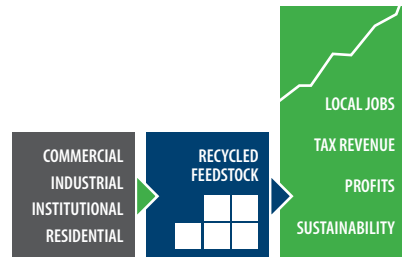 COMMERCIAL
INDUSTRIAL
INSTITUTIONAL
RESIDENTIAL
RECYCLED
FEEDSTOCK
LOCAL JOBS
TAX REVENUE
PROFITS
SUSTAINABILITY